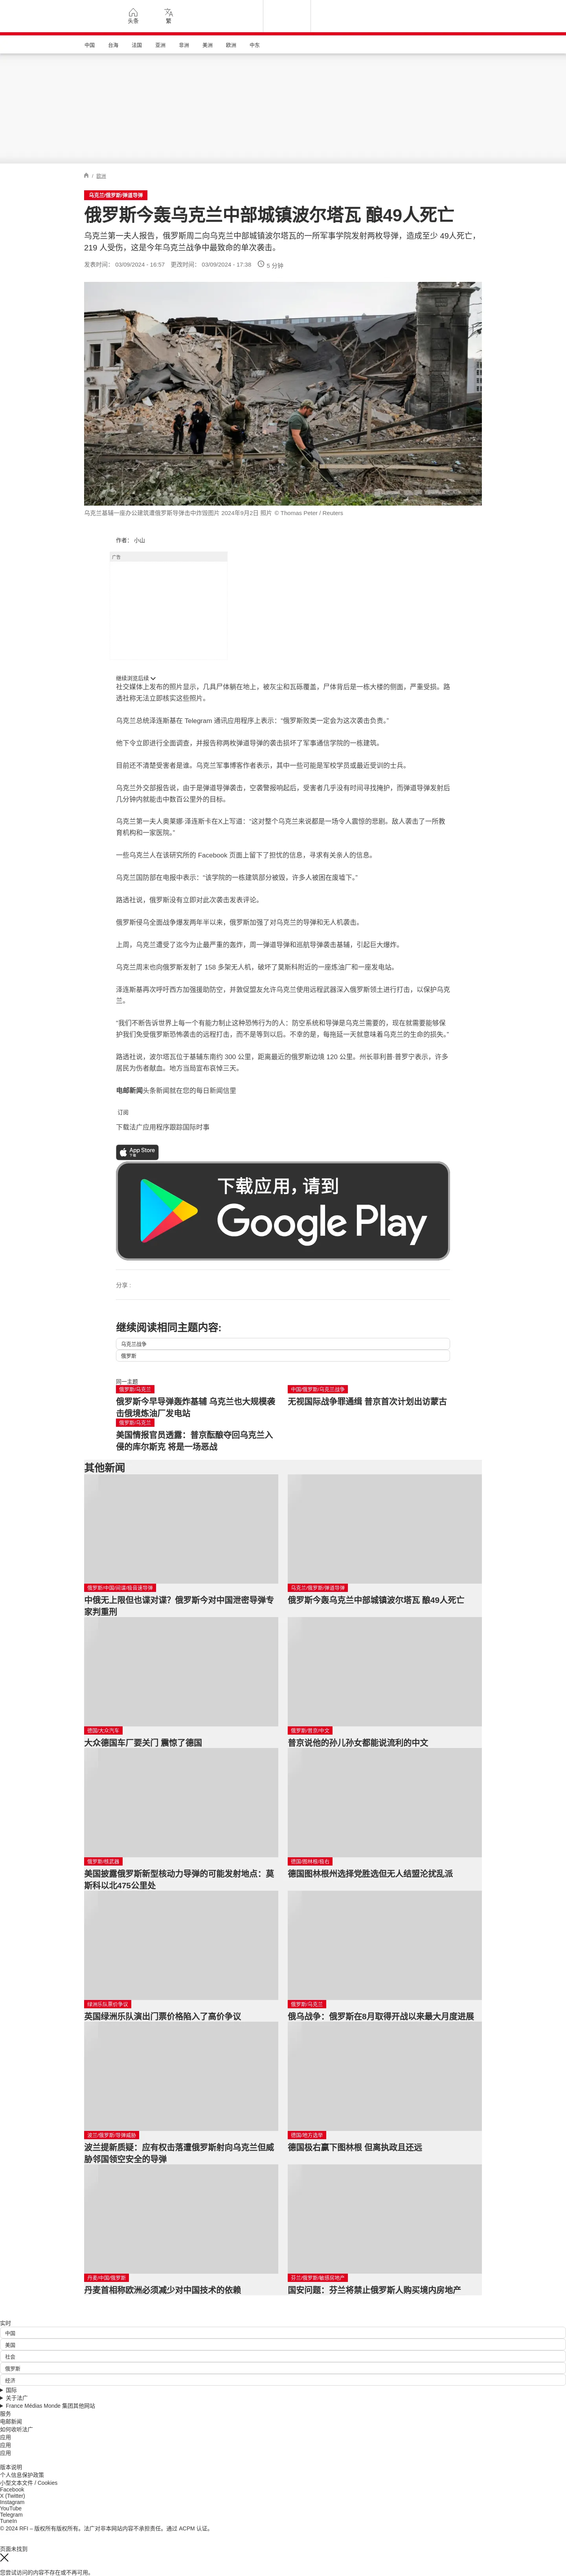 头条
繁
中国 台海 法国 亚洲 非洲 美洲 欧洲 中东
/ 欧洲
乌克兰/俄罗斯/弹道导弹
俄罗斯今轰乌克兰中部城镇波尔塔瓦 酿49人死亡
乌克兰第一夫人报告，俄罗斯周二向乌克兰中部城镇波尔塔瓦的一所军事学院发射两枚导弹，造成至少 49人死亡，
219 人受伤，这是今年乌克兰战争中最致命的单次袭击。
发表时间： 03/09/2024 - 16:57 更改时间： 03/09/2024 - 17:38 5 分钟
乌克兰基辅一座办公建筑遭俄罗斯导弹击中炸毁图片 2024年9月2日 照片 © Thomas Peter / Reuters
作者： 小山
广告
继续浏览后续
社交媒体上发布的照片显示，几具尸体躺在地上，被灰尘和瓦砾覆盖，尸体背后是一栋大楼的侧面，严重受损。路
透社称无法立即核实这些照片。
乌克兰总统泽连斯基在 Telegram 通讯应用程序上表示：“俄罗斯败类一定会为这次袭击负责。”
他下令立即进行全面调查，并报告称两枚弹道导弹的袭击损坏了军事通信学院的一栋建筑。
目前还不清楚受害者是谁。乌克兰军事博客作者表示，其中一些可能是军校学员或最近受训的士兵。
乌克兰外交部报告说，由于是弹道导弹袭击，空袭警报响起后，受害者几乎没有时间寻找掩护，而弹道导弹发射后
几分钟内就能击中数百公里外的目标。
乌克兰第一夫人奥莱娜·泽连斯卡在X上写道：“这对整个乌克兰来说都是一场令人震惊的悲剧。敌人袭击了一所教
育机构和一家医院。”
一些乌克兰人在该研究所的 Facebook 页面上留下了担忧的信息，寻求有关亲人的信息。
乌克兰国防部在电报中表示：“该学院的一栋建筑部分被毁，许多人被困在废墟下。”
路透社说，俄罗斯没有立即对此次袭击发表评论。
俄罗斯侵乌全面战争爆发两年半以来，俄罗斯加强了对乌克兰的导弹和无人机袭击。
上周，乌克兰遭受了迄今为止最严重的轰炸，周一弹道导弹和巡航导弹袭击基辅，引起巨大爆炸。
乌克兰周末也向俄罗斯发射了 158 多架无人机，破坏了莫斯科附近的一座炼油厂和一座发电站。
泽连斯基再次呼吁西方加强援助防空，并敦促盟友允许乌克兰使用远程武器深入俄罗斯领土进行打击，以保护乌克
兰。
“我们不断告诉世界上每一个有能力制止这种恐怖行为的人：防空系统和导弹是乌克兰需要的，现在就需要能够保
护我们免受俄罗斯恐怖袭击的远程打击，而不是等到以后。不幸的是，每拖延一天就意味着乌克兰的生命的损失。”
路透社说，波尔塔瓦位于基辅东南约 300 公里，距离最近的俄罗斯边境 120 公里。州长菲利普·普罗宁表示，许多
居民为伤者献血。地方当局宣布哀悼三天。
电邮新闻头条新闻就在您的每日新闻信里
订阅
下载法广应用程序跟踪国际时事
App Store
下载
下载应用，请到
Google Play
分享 :
继续阅读相同主题内容:
乌克兰战争
俄罗斯
同一主题
俄罗斯/乌克兰
俄罗斯今早导弹轰炸基辅 乌克兰也大规模袭
击俄境炼油厂发电站
中国/俄罗斯/乌克兰战争
无视国际战争罪通缉 普京首次计划出访蒙古
俄罗斯/乌克兰
美国情报官员透露：普京酝酿夺回乌克兰入
侵的库尔斯克 将是一场恶战
其他新闻
俄罗斯/中国/间谍/极音速导弹
中俄无上限但也谍对谍？俄罗斯今对中国泄密导弹专
家判重刑
乌克兰/俄罗斯/弹道导弹
俄罗斯今轰乌克兰中部城镇波尔塔瓦 酿49人死亡
德国/大众汽车
大众德国车厂要关门 震惊了德国
俄罗斯/普京/中文
普京说他的孙儿孙女都能说流利的中文
俄罗斯/核武器
美国披露俄罗斯新型核动力导弹的可能发射地点：莫
斯科以北475公里处
德国/图林根/极右
德国图林根州选择党胜选但无人结盟沦扰乱派
绿洲乐队票价争议
英国绿洲乐队演出门票价格陷入了高价争议
俄罗斯/乌克兰
俄乌战争：俄罗斯在8月取得开战以来最大月度进展
波兰/俄罗斯/导弹威胁
波兰提新质疑：应有权击落遭俄罗斯射向乌克兰但威
胁邻国领空安全的导弹
德国/地方选举
德国极右赢下图林根 但离执政且还远
丹麦/中国/俄罗斯
丹麦首相称欧洲必须减少对中国技术的依赖
芬兰/俄罗斯/敏感房地产
国安问题：芬兰将禁止俄罗斯人购买境内房地产
实时
中国
美国
社会
俄罗斯
经济
国际
关于法广
France Médias Monde 集团其他网站
服务
电邮新闻
如何收听法广
应用
应用
应用
版本说明
个人信息保护政策
小型文本文件 / Cookies
Facebook
X (Twitter)
Instagram
YouTube
Telegram
TuneIn
© 2024 RFI – 版权所有版权所有。法广对非本网站内容不承担责任。通过 ACPM 认证。
页面未找到
您尝试访问的内容不存在或不再可用。